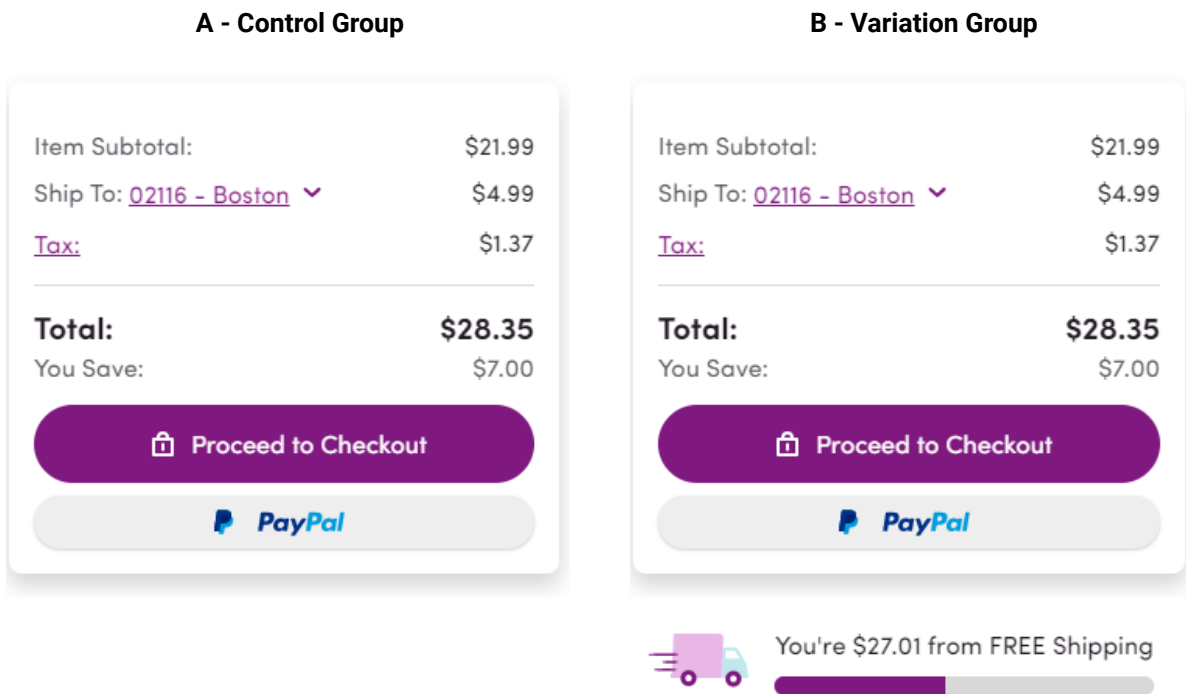 A - Control Group
Item Subtotal: $21.99
Ship To: 02116 - Boston $4.99
Tax: $1.37
Total: $28.35
You Save: $7.00
Proceed to Checkout
PayPal
B - Variation Group
Item Subtotal: $21.99
Ship To: 02116 - Boston $4.99
Tax: $1.37
Total: $28.35
You Save: $7.00
Proceed to Checkout
PayPal
You're $27.01 from FREE Shipping